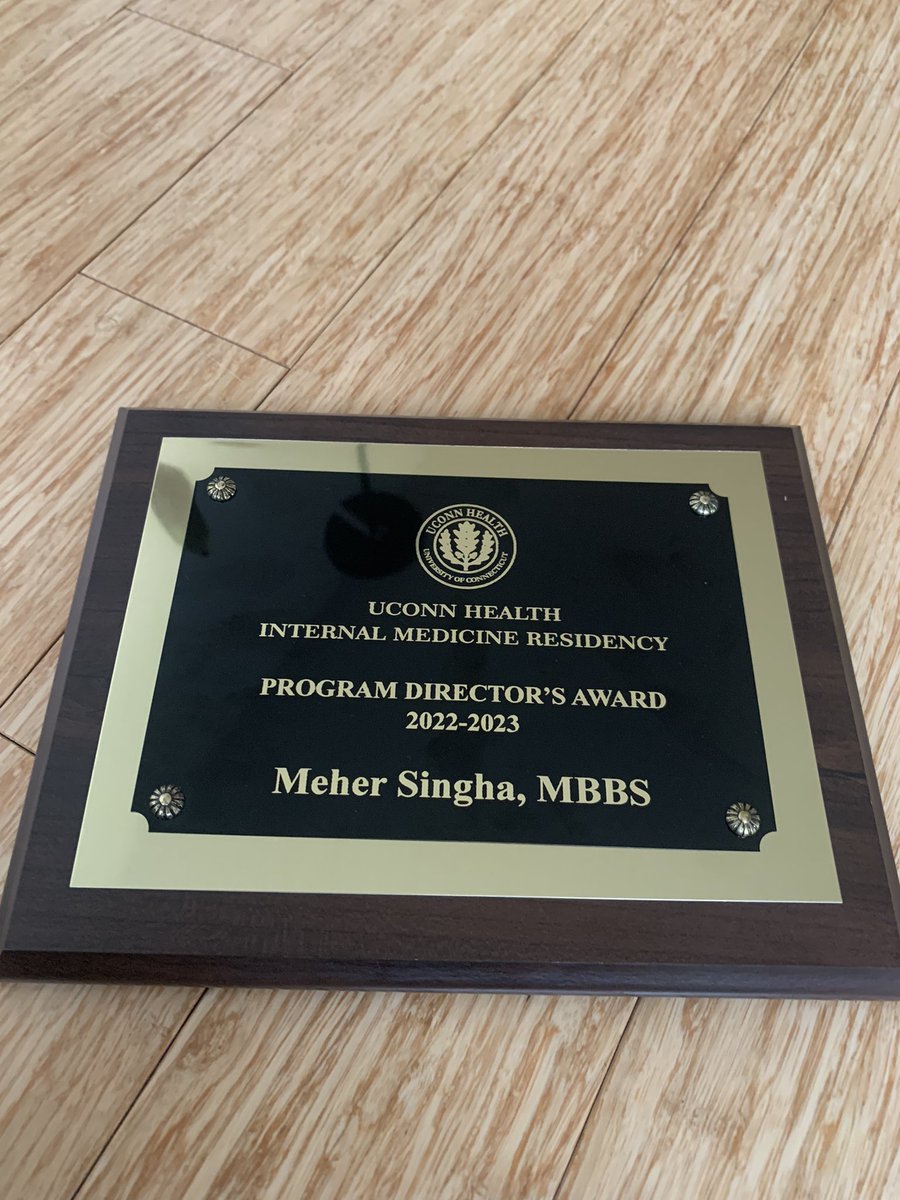 UCONN HEALTH
UNIVERSITY OF CONNECTICUT
UCONN HEALTH
INTERNAL MEDICINE RESIDENCY
PROGRAM DIRECTOR'S AWARD
2022-2023
Meher Singha, MBBS